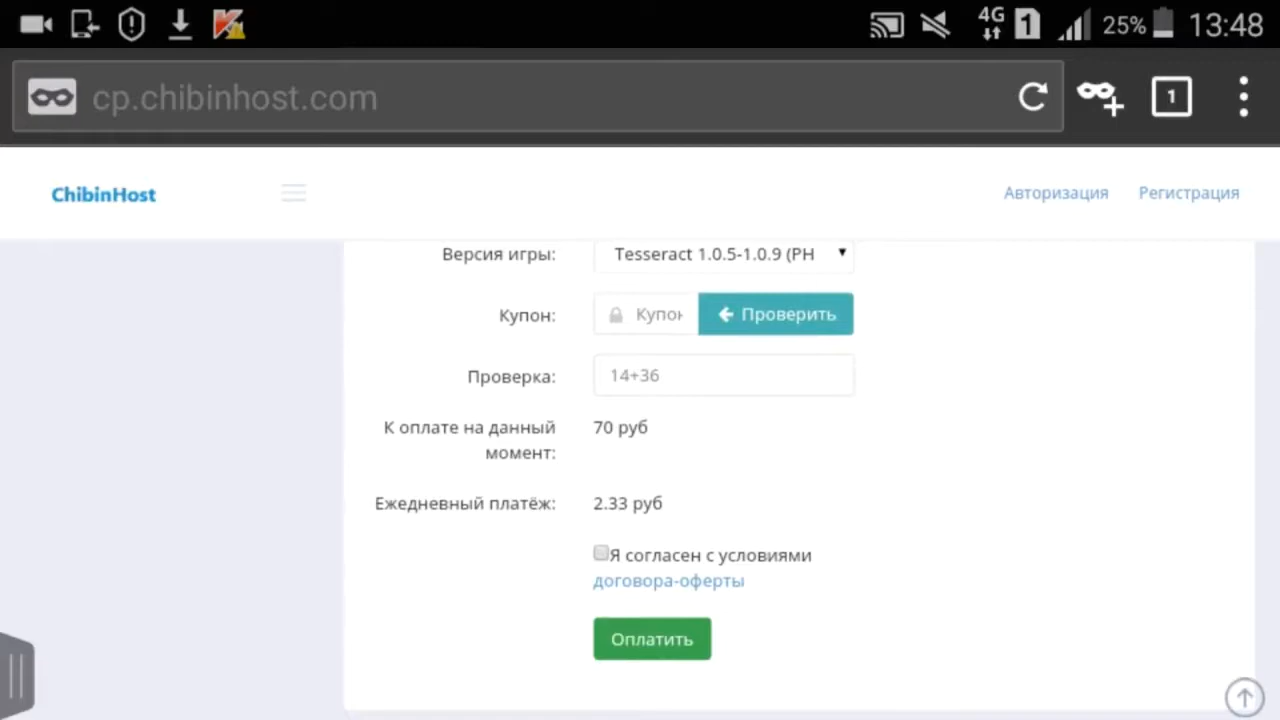 4G 1 25% 13:48
cp.chibinhost.com 1
ChibinHost Авторизация Регистрация
Версия игры: Tesseract 1.0.5-1.0.9 (PH
Купон: Купон Проверить
Проверка: 14+36
К оплате на данный 70 руб
момент:
Ежедневный платёж: 2.33 руб
Я согласен с условиями
договора-оферты
Оплатить